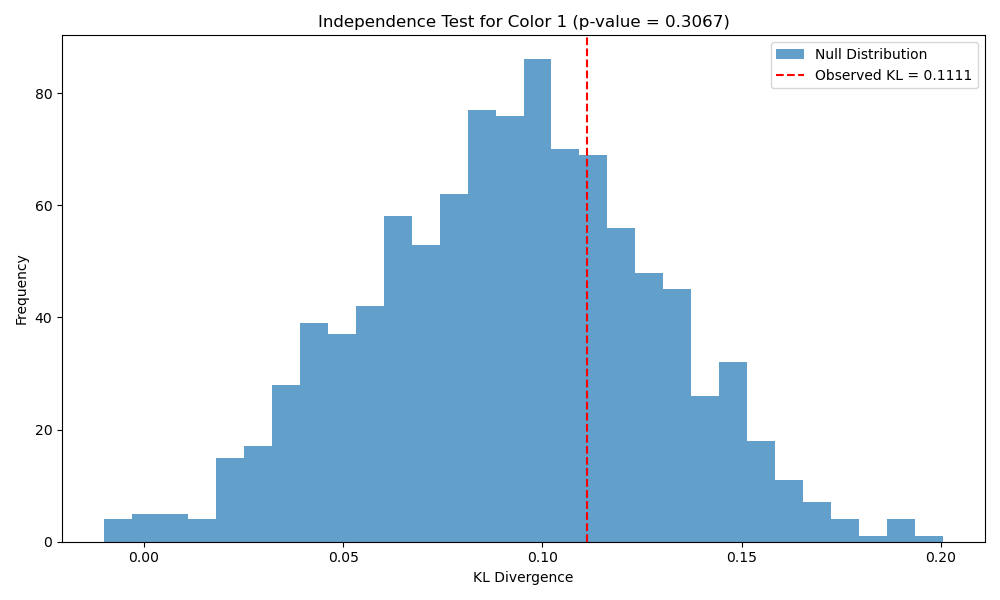 Independence Test for Color 1 (p-value = 0.3067)
Null Distribution
Observed KL = 0.1111
80
60
40
20
0
Frequency
0.00 0.05 0.10 0.15 0.20
KL Divergence